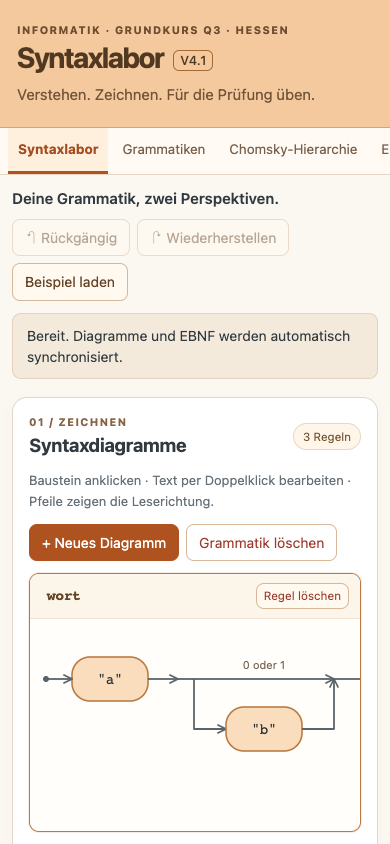 INFORMATIK · GRUNDKURS Q3 · HESSEN
Syntaxlabor V4.1
Verstehen. Zeichnen. Für die Prüfung üben.
Syntaxlabor Grammatiken Chomsky-Hierarchie E
Deine Grammatik, zwei Perspektiven.
Rückgängig Wiederherstellen
Beispiel laden
Bereit. Diagramme und EBNF werden automatisch
synchronisiert.
01 / ZEICHNEN
Syntaxdiagramme
3 Regeln
Baustein anklicken · Text per Doppelklick bearbeiten ·
Pfeile zeigen die Leserichtung.
+ Neues Diagramm Grammatik löschen
wort Regel löschen
0 oder 1
"a"
"b"